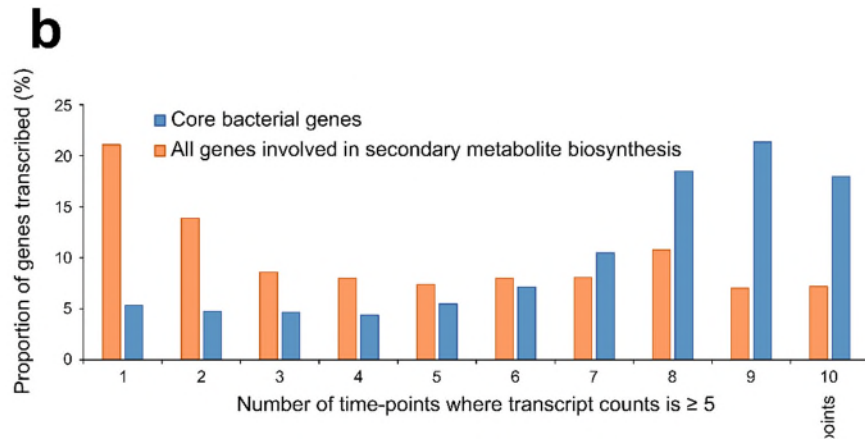 b
Proportion of genes transcribed (%)
25
20
15
10
5
0
Core bacterial genes
All genes involved in secondary metabolite biosynthesis
1 2 3 4 5 6 7 8 9 10
Number of time-points where transcript counts is ≥ 5
points